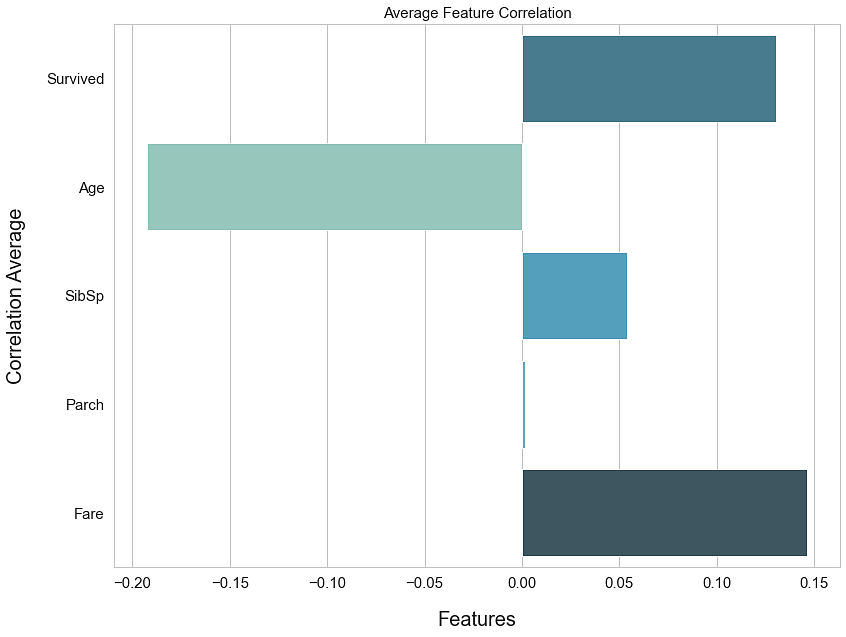 Average Feature Correlation
Survived
Age
SibSp
Parch
Fare
Correlation Average
−0.20 −0.15 −0.10 −0.05 0.00 0.05 0.10 0.15
Features